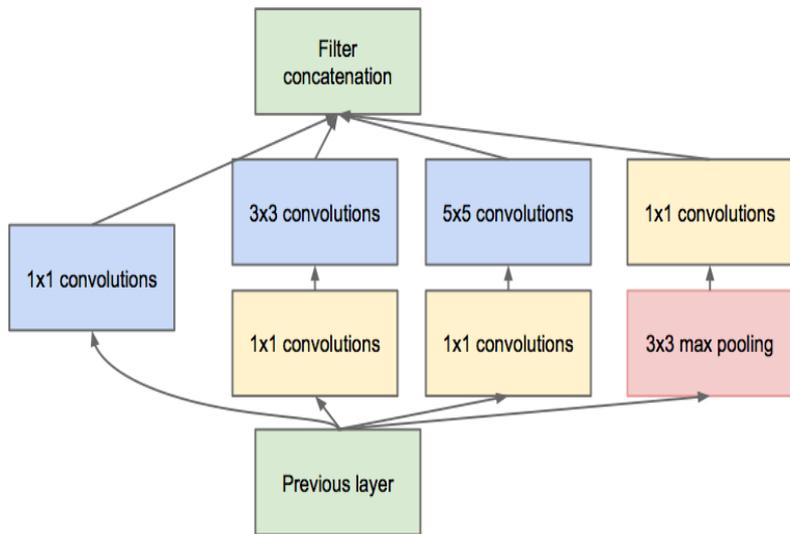 Filter
concatenation
3x3 convolutions
5x5 convolutions
1x1 convolutions
1x1 convolutions
1x1 convolutions
1x1 convolutions
3x3 max pooling
Previous layer